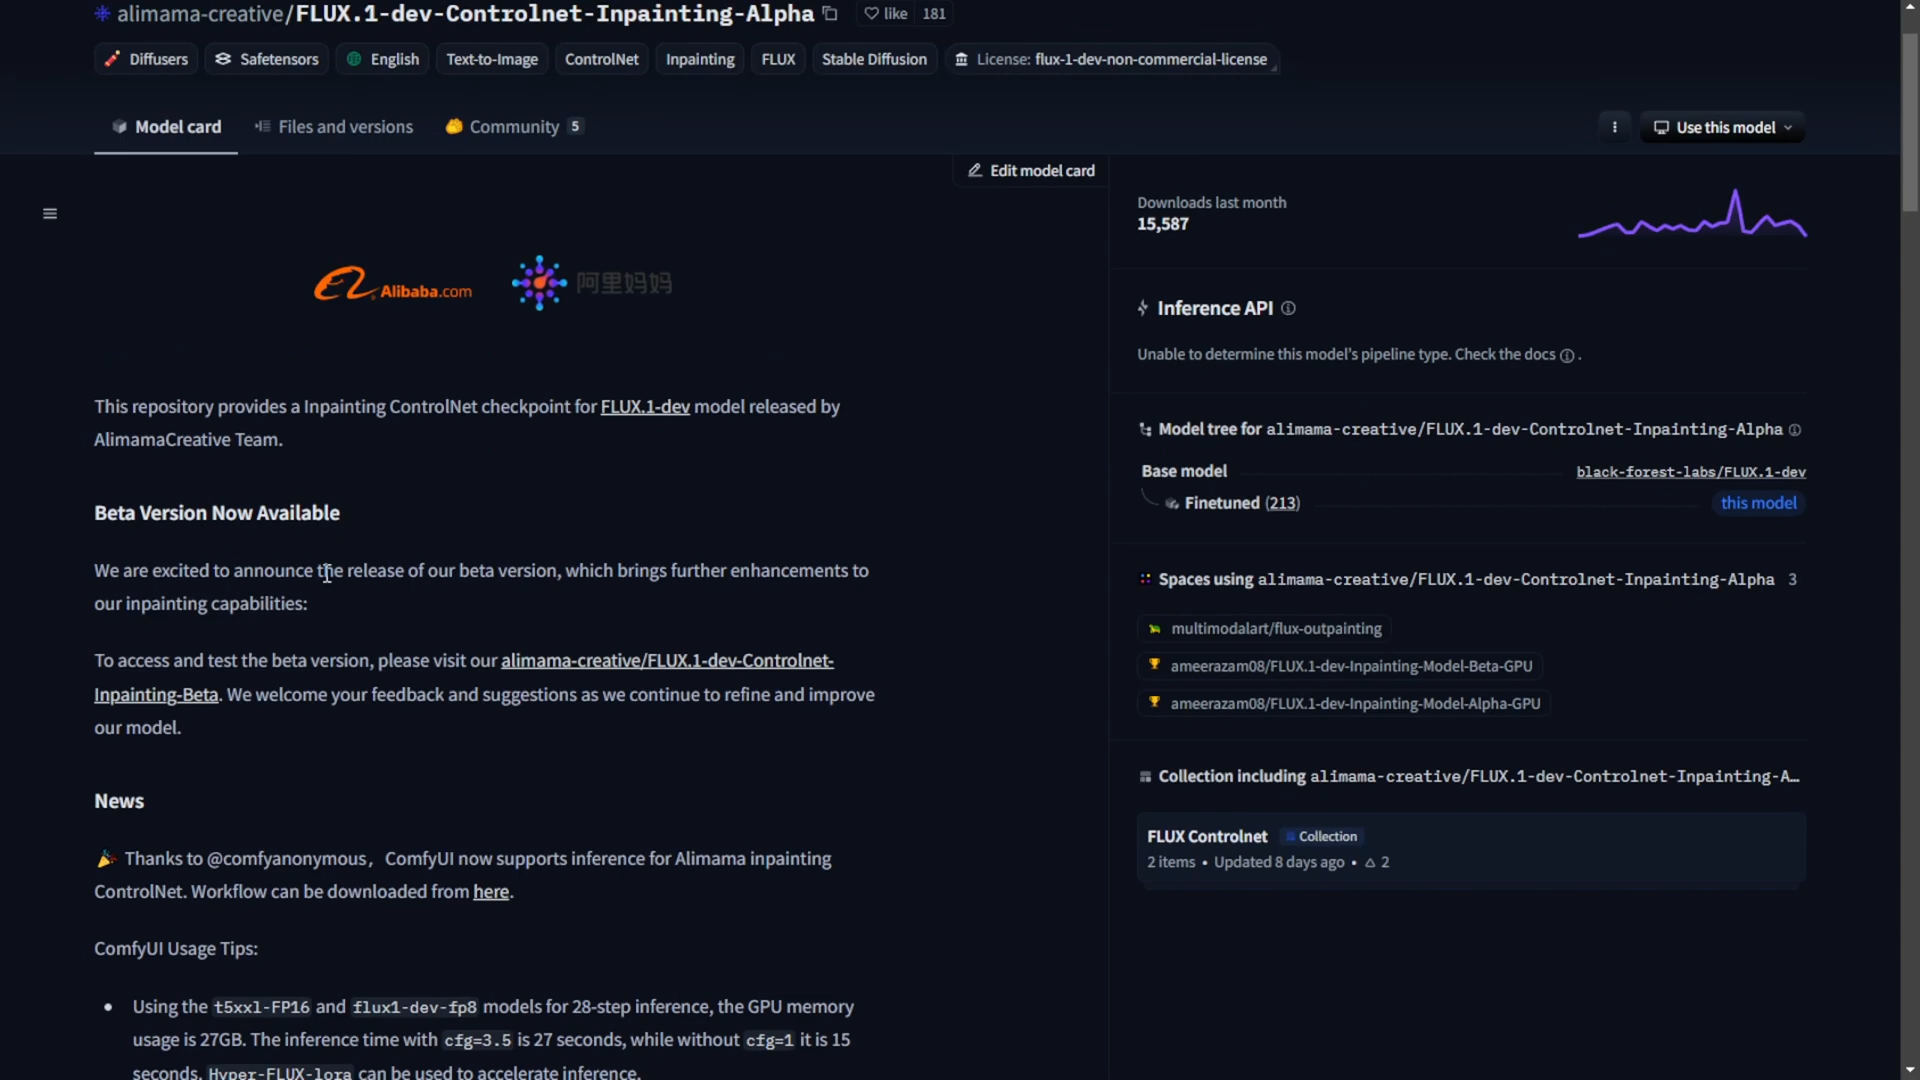 alimama-creative/FLUX.1-dev-Controlnet-Inpainting-Alpha like 181
Diffusers Safetensors English Text-to-Image ControlNet Inpainting FLUX Stable Diffusion License: flux-1-dev-non-commercial-license
Model card Files and versions Community 5 Use this model
Edit model card
Alibaba.com 阿里妈妈
This repository provides a Inpainting ControlNet checkpoint for FLUX.1-dev model released by
AlimamaCreative Team.
Beta Version Now Available
We are excited to announce the release of our beta version, which brings further enhancements to
our inpainting capabilities:
To access and test the beta version, please visit our alimama-creative/FLUX.1-dev-Controlnet-
Inpainting-Beta. We welcome your feedback and suggestions as we continue to refine and improve
our model.
News
🎉 Thanks to @comfyanonymous，ComfyUI now supports inference for Alimama inpainting
ControlNet. Workflow can be downloaded from here.
ComfyUI Usage Tips:
• Using the t5xxl-FP16 and flux1-dev-fp8 models for 28-step inference, the GPU memory
usage is 27GB. The inference time with cfg=3.5 is 27 seconds, while without cfg=1 it is 15
seconds. Hyper-FLUX-lora can be used to accelerate inference.
Downloads last month
15,587
Inference API
Unable to determine this model's pipeline type. Check the docs .
Model tree for alimama-creative/FLUX.1-dev-Controlnet-Inpainting-Alpha
Base model black-forest-labs/FLUX.1-dev
Finetuned (213) this model
Spaces using alimama-creative/FLUX.1-dev-Controlnet-Inpainting-Alpha 3
multimodalart/flux-outpainting
ameerazam08/FLUX.1-dev-Inpainting-Model-Beta-GPU
ameerazam08/FLUX.1-dev-Inpainting-Model-Alpha-GPU
Collection including alimama-creative/FLUX.1-dev-Controlnet-Inpainting-A…
FLUX Controlnet Collection
2 items • Updated 8 days ago • △ 2